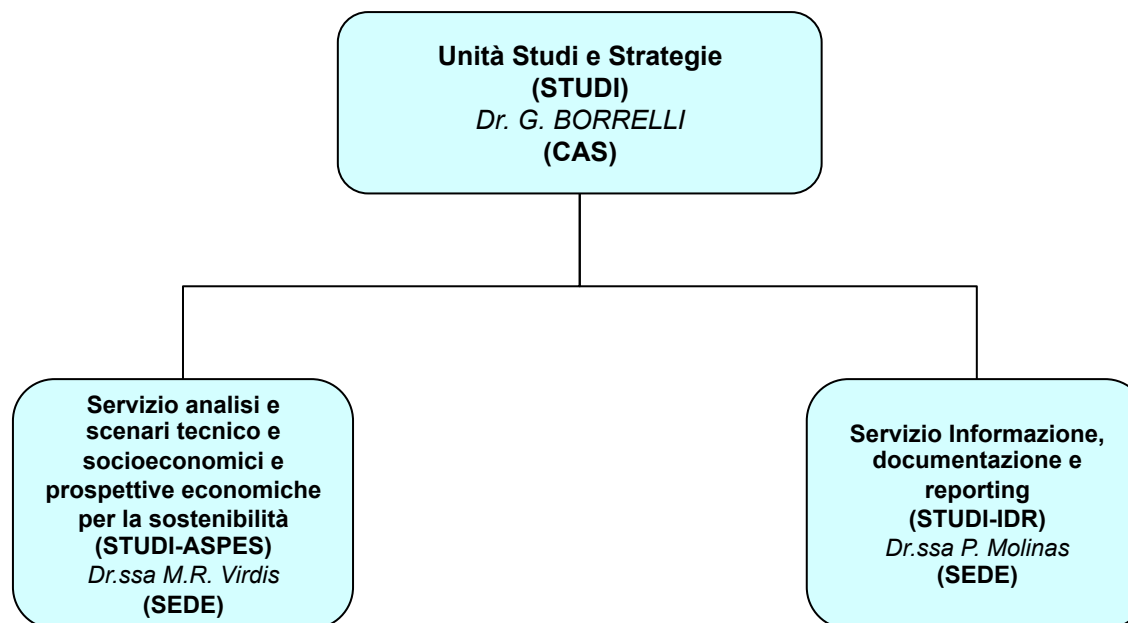 Unità Studi e Strategie
(STUDI)
Dr. G. BORRELLI
(CAS)
Servizio analisi e
scenari tecnico e
socioeconomici e
prospettive economiche
per la sostenibilità
(STUDI-ASPES)
Dr.ssa M.R. Virdis
(SEDE)
Servizio Informazione,
documentazione e
reporting
(STUDI-IDR)
Dr.ssa P. Molinas
(SEDE)